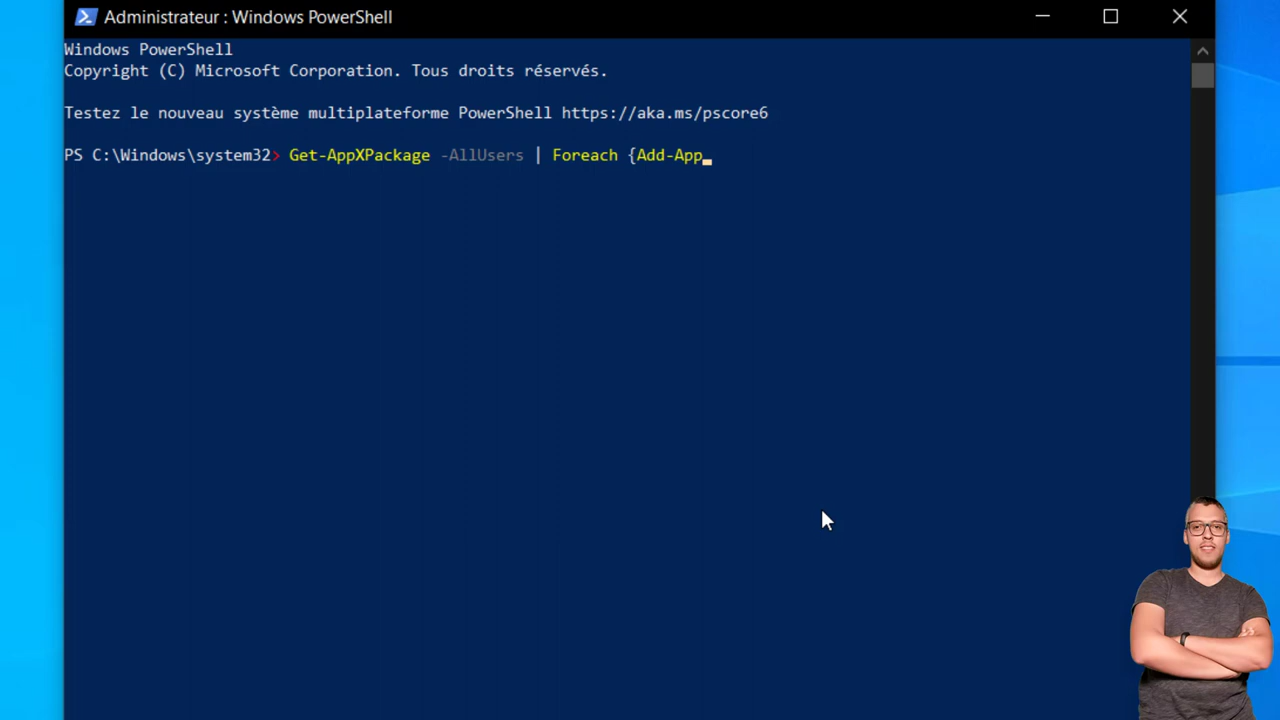 Administrateur : Windows PowerShell
Windows PowerShell
Copyright (C) Microsoft Corporation. Tous droits réservés.
Testez le nouveau système multiplateforme PowerShell https://aka.ms/pscore6
PS C:\Windows\system32> Get-AppXPackage -AllUsers | Foreach {Add-App_